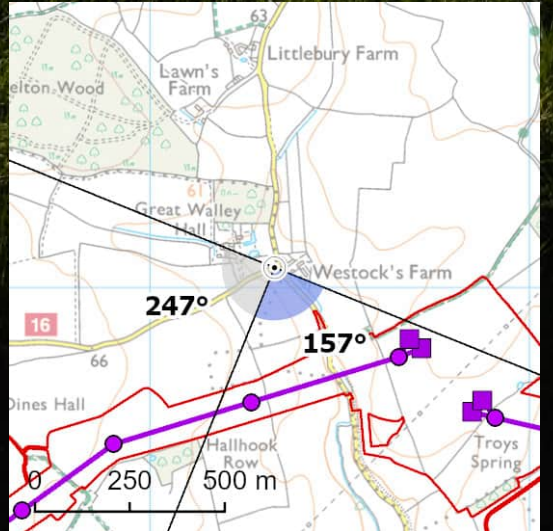 63
Littlebury Farm
Lawn's
Farm
elton Wood
61
Great Walley
Hall
Westock's Farm
247°
16
157°
66
Dines Hall
Hallhook
Row
Troys
Spring
0 250 500 m